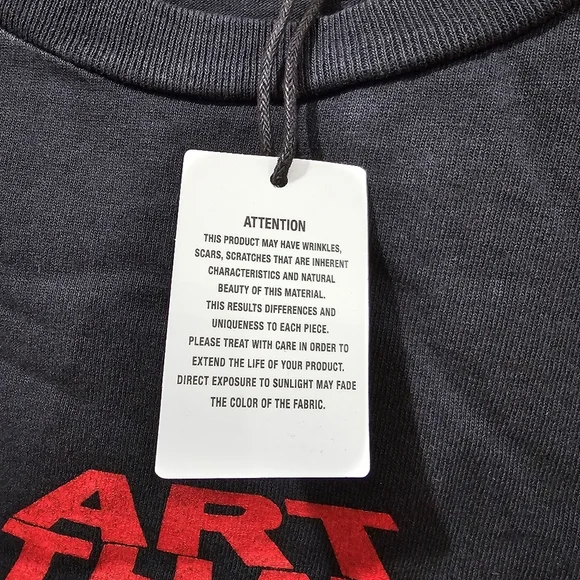 ATTENTION
THIS PRODUCT MAY HAVE WRINKLES,
SCARS, SCRATCHES THAT ARE INHERENT
CHARACTERISTICS AND NATURAL
BEAUTY OF THIS MATERIAL.
THIS RESULTS DIFFERENCES AND
UNIQUENESS TO EACH PIECE.
PLEASE TREAT WITH CARE IN ORDER TO
EXTEND THE LIFE OF YOUR PRODUCT.
DIRECT EXPOSURE TO SUNLIGHT MAY FADE
THE COLOR OF THE FABRIC.
ART